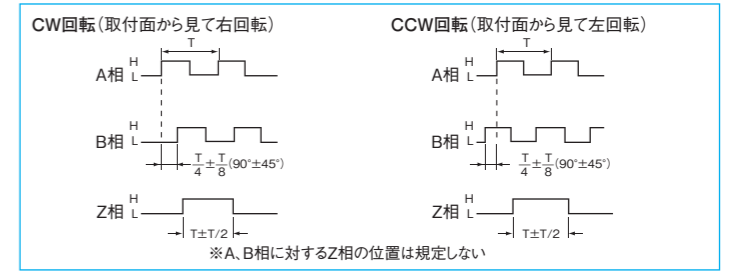 CW回転(取付面から見て右回転)
T
A相 H L
B相 H L
T/4±T/8(90°±45°)
Z相 H L
T±T/2
CCW回転(取付面から見て左回転)
T
A相 H L
B相 H L
T/4±T/8(90°±45°)
Z相 H L
T±T/2
※A、B相に対するZ相の位置は規定しない